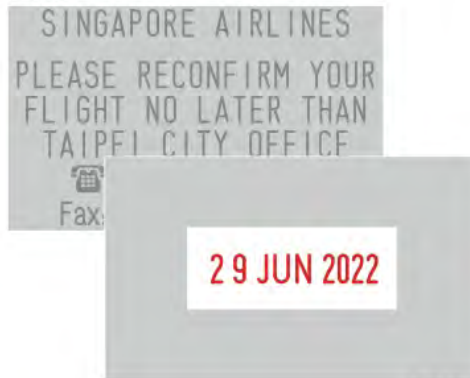 SINGAPORE AIRLINES
PLEASE RECONFIRM YOUR
FLIGHT NO LATER THAN
TAIPEI CITY OFFICE
☎
Fax:
29 JUN 2022